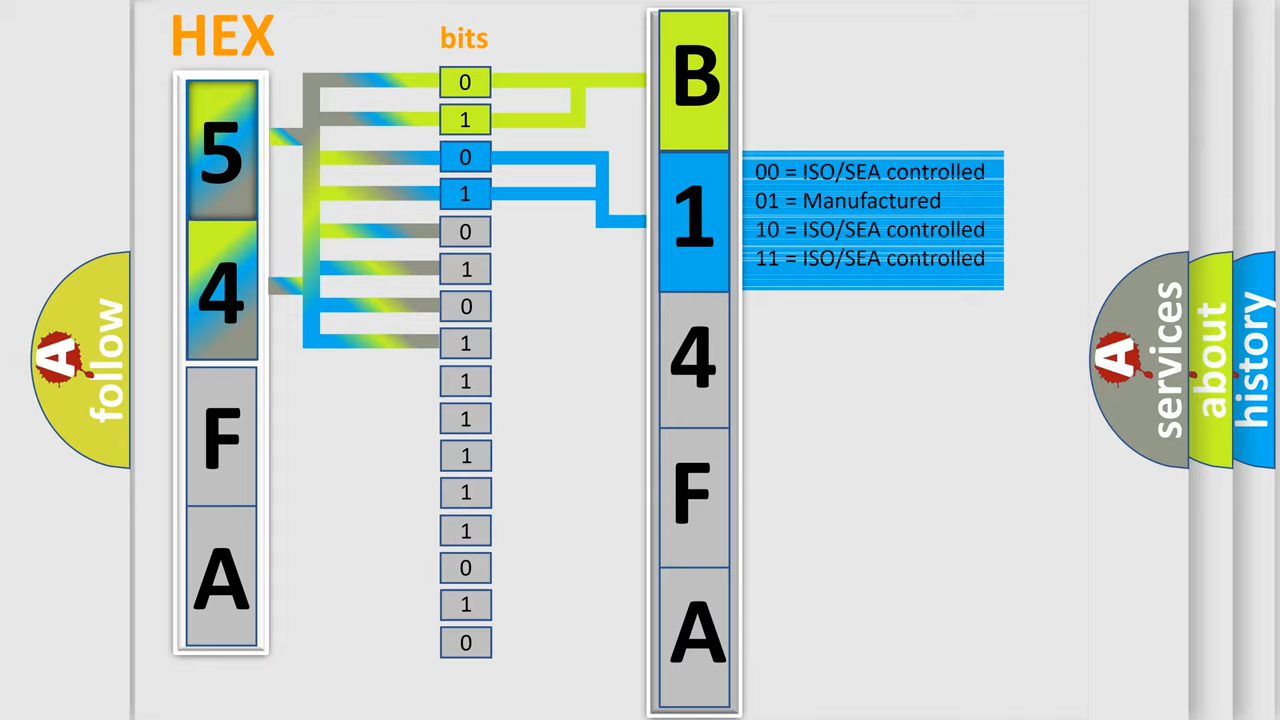 HEX
bits
5
4
F
A
0
1
0
1
0
1
0
1
1
1
1
1
1
0
1
0
B
1
4
F
A
00 = ISO/SEA controlled
01 = Manufactured
10 = ISO/SEA controlled
11 = ISO/SEA controlled
A
follow
A
services
about
history